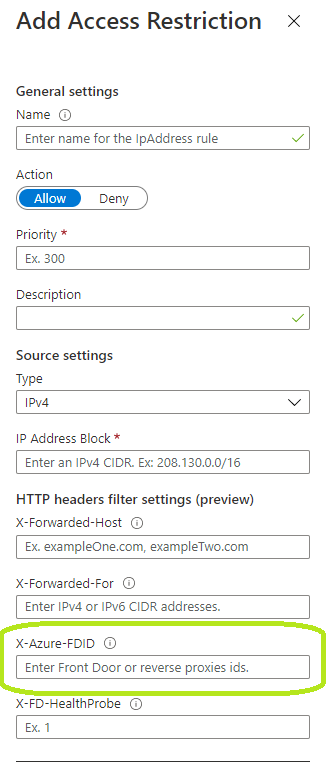 Add Access Restriction
General settings
Name
Enter name for the IpAddress rule
Action
Allow Deny
Priority *
Ex. 300
Description
Source settings
Type
IPv4
IP Address Block *
Enter an IPv4 CIDR. Ex: 208.130.0.0/16
HTTP headers filter settings (preview)
X-Forwarded-Host
Ex. exampleOne.com, exampleTwo.com
X-Forwarded-For
Enter IPv4 or IPv6 CIDR addresses.
X-Azure-FDID
Enter Front Door or reverse proxies ids.
X-FD-HealthProbe
Ex. 1